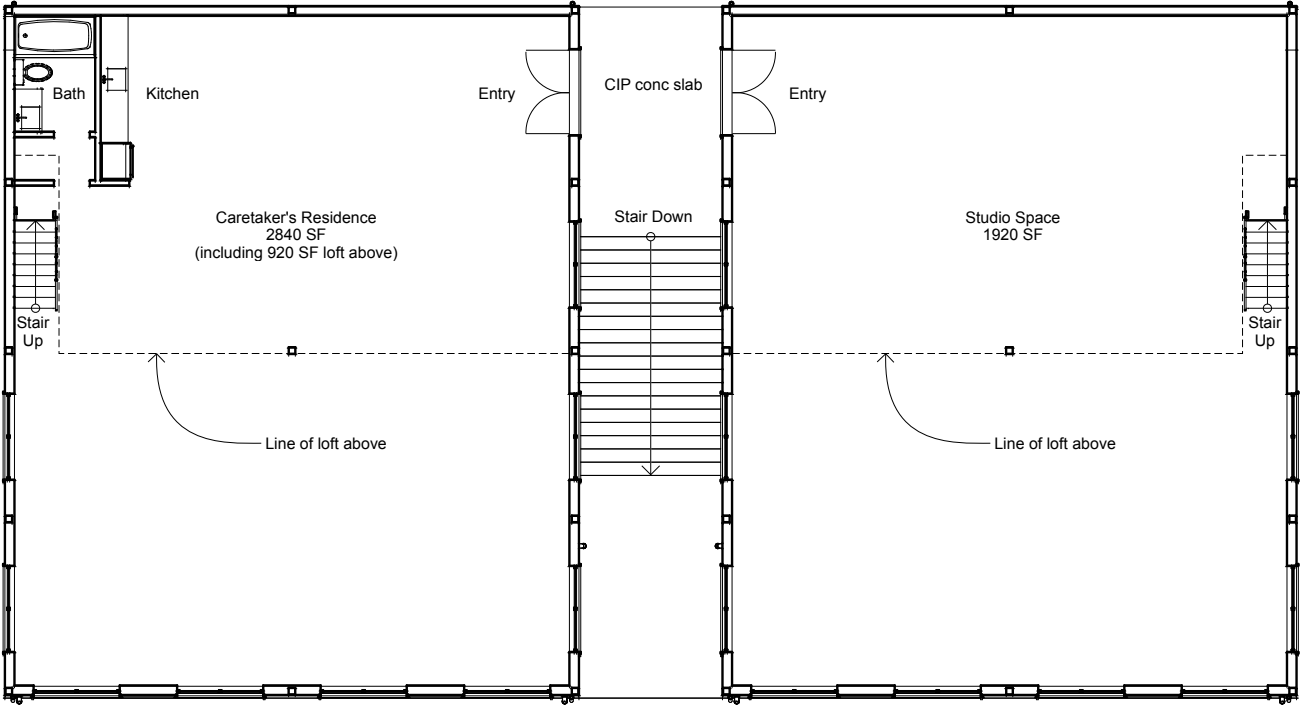 CIP conc slab
Bath
Kitchen
Entry
Entry
Caretaker's Residence
2840 SF
(including 920 SF loft above)
Stair Down
Studio Space
1920 SF
Stair
Up
Stair
Up
Line of loft above
Line of loft above